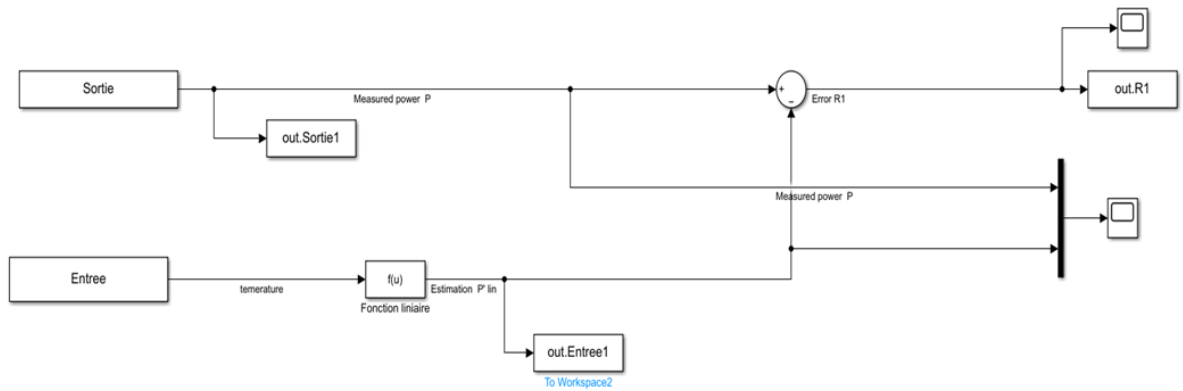 Sortie
Measured power P
+
−
Error R1
out.R1
out.Sortie1
Measured power P
Entree
temerature
f(u)
Estimation P' lin
Fonction liniaire
out.Entree1
To Workspace2